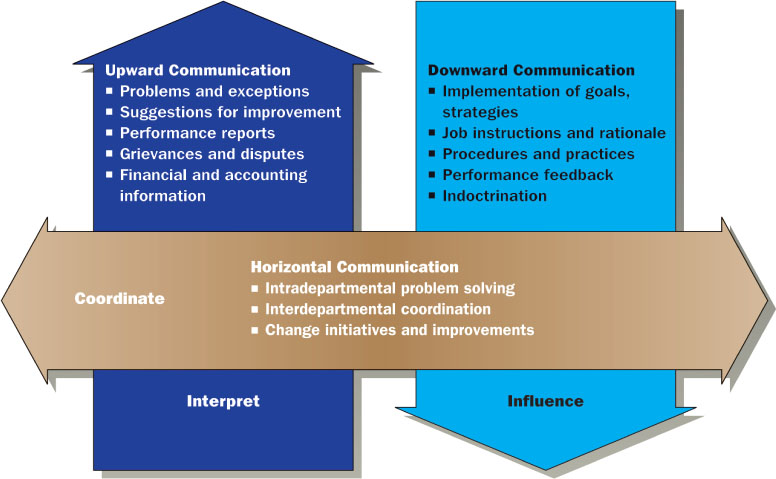 Upward Communication
■ Problems and exceptions
■ Suggestions for improvement
■ Performance reports
■ Grievances and disputes
■ Financial and accounting
information
Downward Communication
■ Implementation of goals,
strategies
■ Job instructions and rationale
■ Procedures and practices
■ Performance feedback
■ Indoctrination
Coordinate
Horizontal Communication
■ Intradepartmental problem solving
■ Interdepartmental coordination
■ Change initiatives and improvements
Interpret
Influence